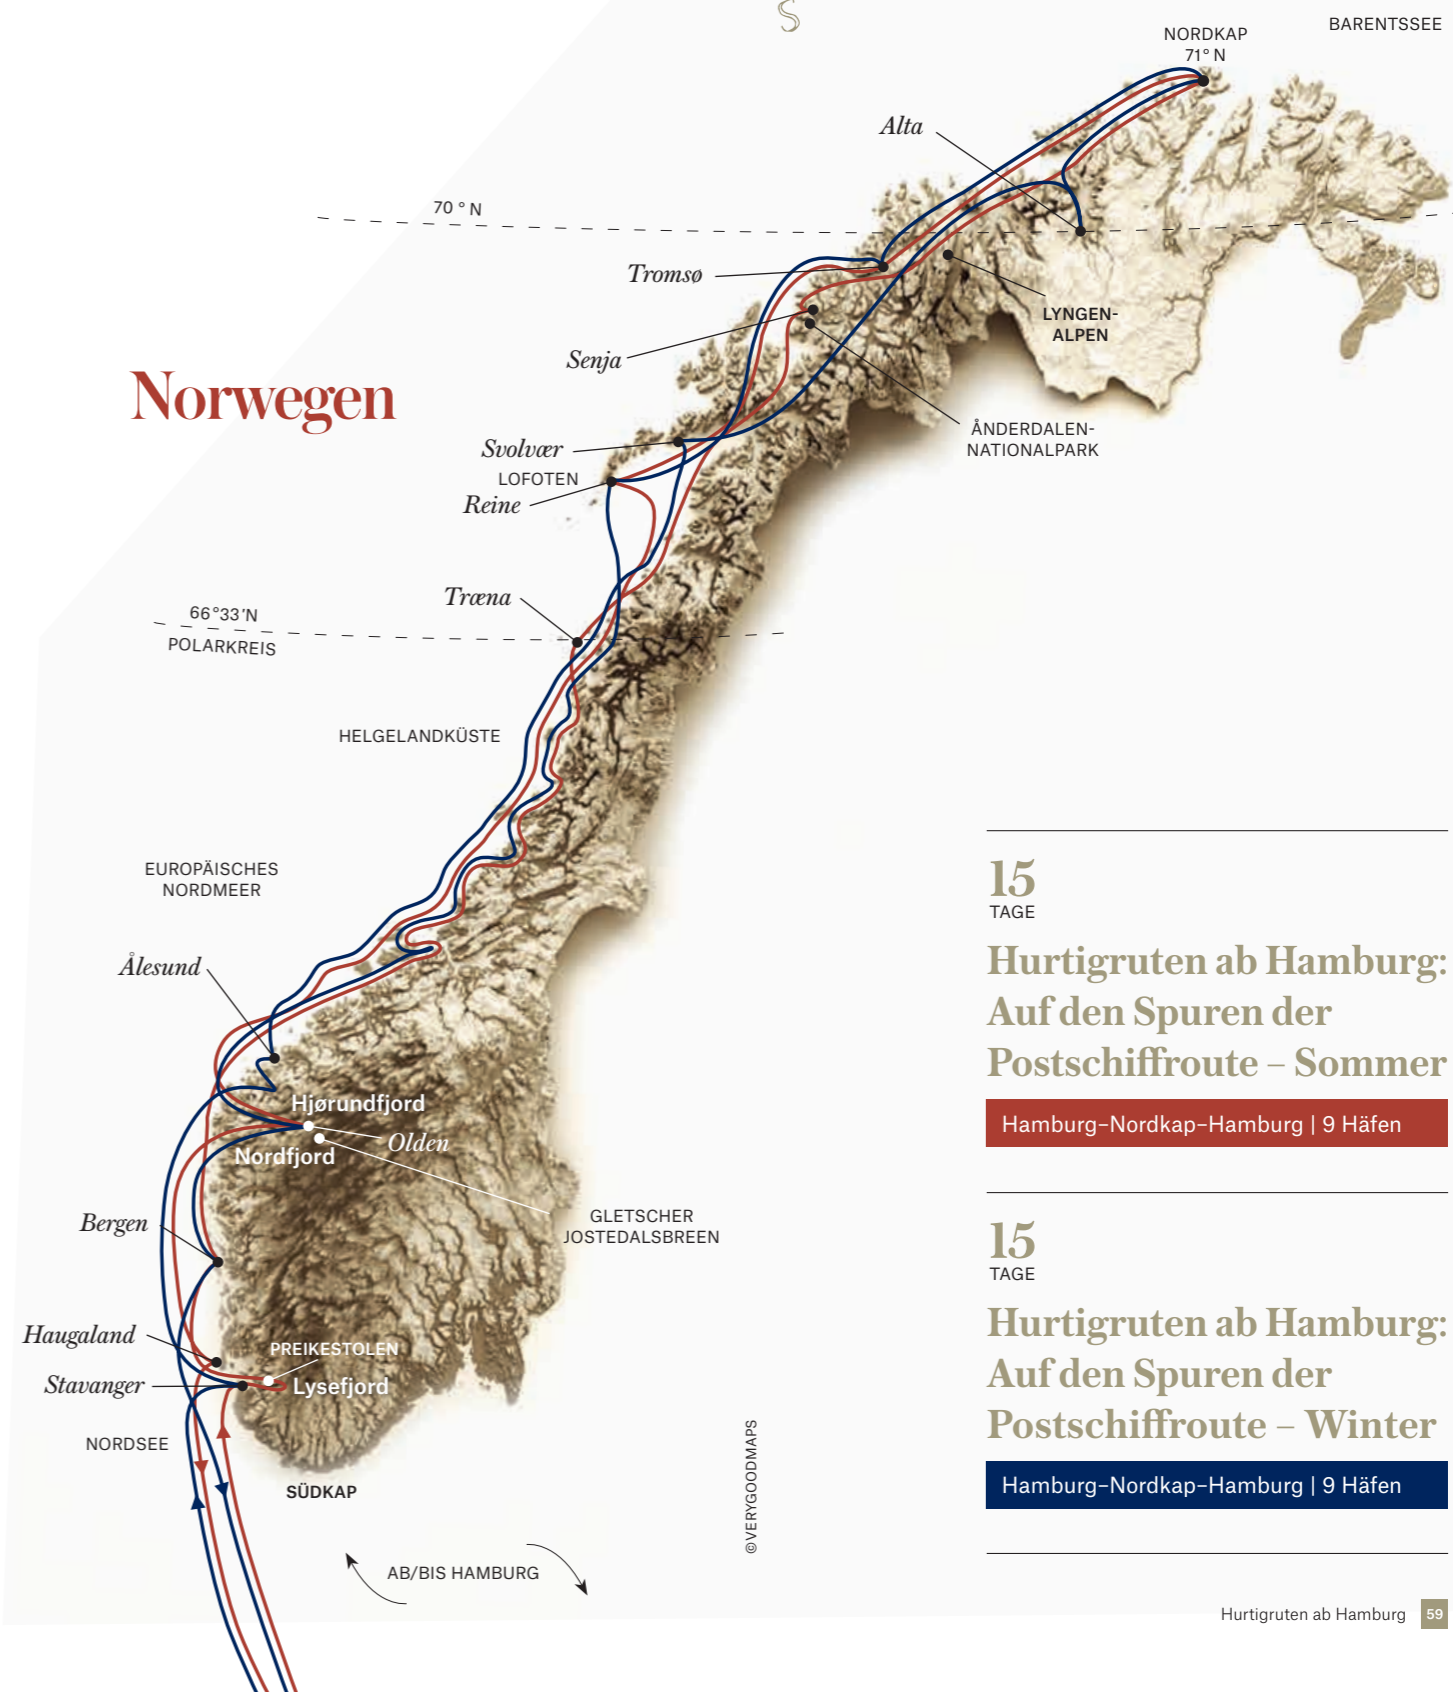 S
BARENTSSEE
NORDKAP
71° N
Alta
70 ° N
Tromsø
LYNGEN-
ALPEN
Senja
Norwegen
ÅNDERDALEN-
NATIONALPARK
Svolvær
LOFOTEN
Reine
Træna
66°33'N
POLARKREIS
HELGELANDKÜSTE
EUROPÄISCHES
NORDMEER
Ålesund
Hjørundfjord
Olden
Nordfjord
Bergen
GLETSCHER
JOSTEDALSBREEN
Haugaland
PREIKESTOLEN
Stavanger
Lysefjord
NORDSEE
SÜDKAP
©VERYGOODMAPS
AB/BIS HAMBURG
15
TAGE
Hurtigruten ab Hamburg:
Auf den Spuren der
Postschiffroute – Sommer
Hamburg–Nordkap–Hamburg | 9 Häfen
15
TAGE
Hurtigruten ab Hamburg:
Auf den Spuren der
Postschiffroute – Winter
Hamburg–Nordkap–Hamburg | 9 Häfen
Hurtigruten ab Hamburg 59